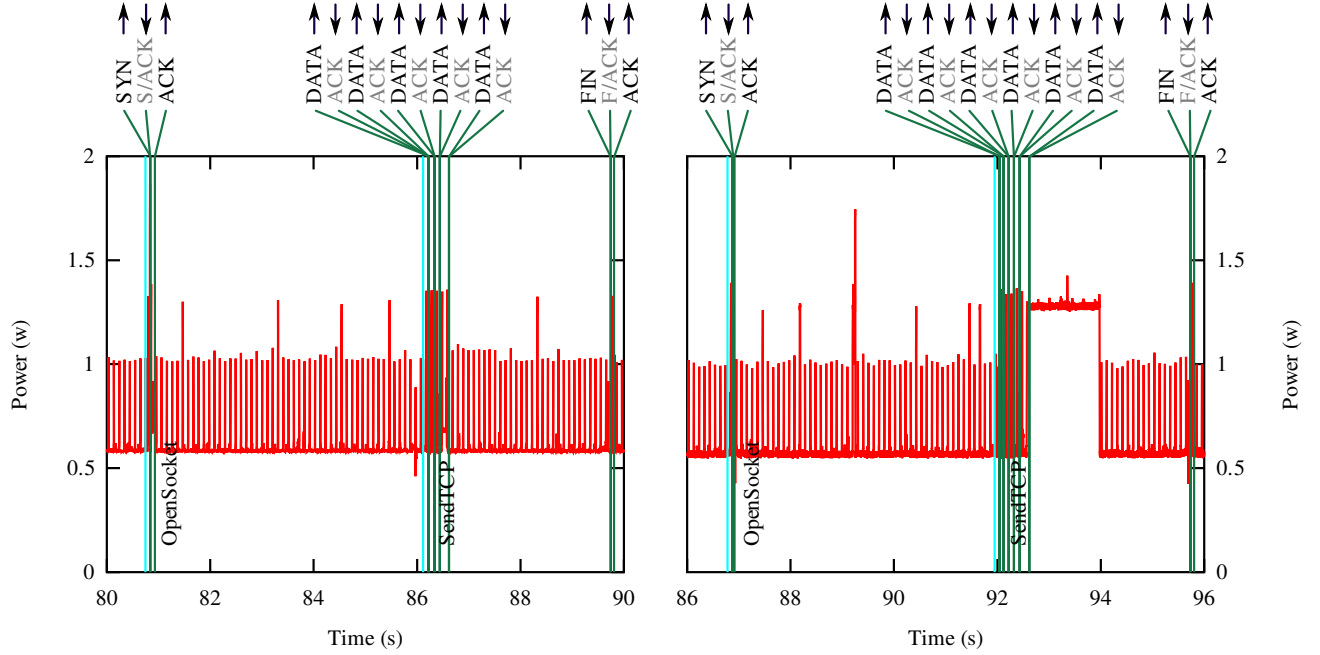 SYN
S/ACK
ACK
DATA
ACK
DATA
ACK
DATA
ACK
DATA
ACK
DATA
ACK
FIN
F/ACK
ACK
SYN
S/ACK
ACK
DATA
ACK
DATA
ACK
DATA
ACK
DATA
ACK
DATA
ACK
DATA
ACK
FIN
F/ACK
ACK
2
1.5
1
0.5
0
Power (w)
OpenSocket
SendTCP
80 82 84 86 88 90
Time (s)
OpenSocket
SendTCP
2
1.5
1
0.5
0
Power (w)
86 88 90 92 94 96
Time (s)